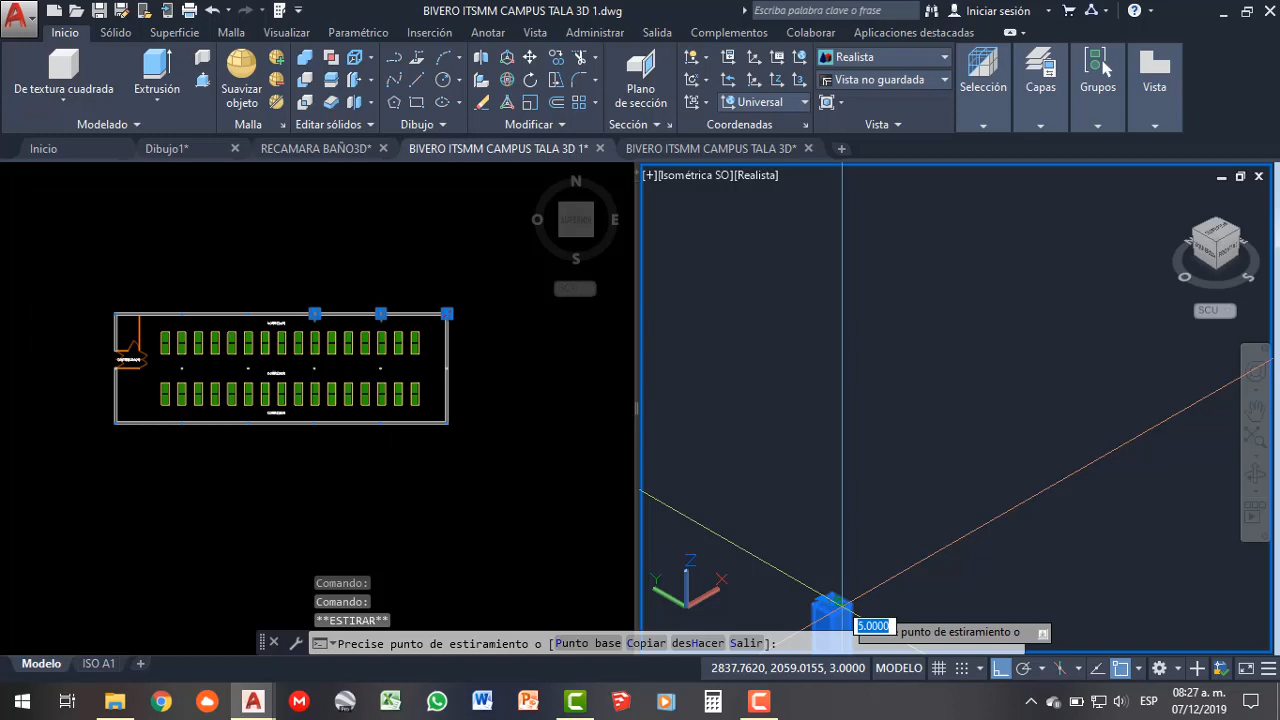 BIVERO ITSMM CAMPUS TALA 3D 1.dwg
Escriba palabra clave o frase
Iniciar sesión
Inicio
Sólido
Superficie
Malla
Visualizar
Paramétrico
Inserción
Anotar
Vista
Administrar
Salida
Complementos
Colaborar
Aplicaciones destacadas
De textura cuadrada
Extrusión
Suavizar objeto
Plano de sección
Realista
Vista no guardada
Universal
Selección
Capas
Grupos
Vista
Modelado
Malla
Editar sólidos
Dibujo
Modificar
Sección
Coordenadas
Vista
Inicio
Dibujo1*
RECAMARA BAÑO3D*
BIVERO ITSMM CAMPUS TALA 3D 1*
BIVERO ITSMM CAMPUS TALA 3D*
[+][Isométrica SO][Realista]
N
O
E
S
SUPERIOR
O
S
SCU
Z
Y
X
5.0000
punto de estiramiento o
Comando:
Comando:
**ESTIRAR**
Precise punto de estiramiento o [Punto base Copiar desHacer Salir]:
Modelo
ISO A1
2837.7620, 2059.0155, 3.0000
MODELO
ESP
08:27 a. m.
07/12/2019